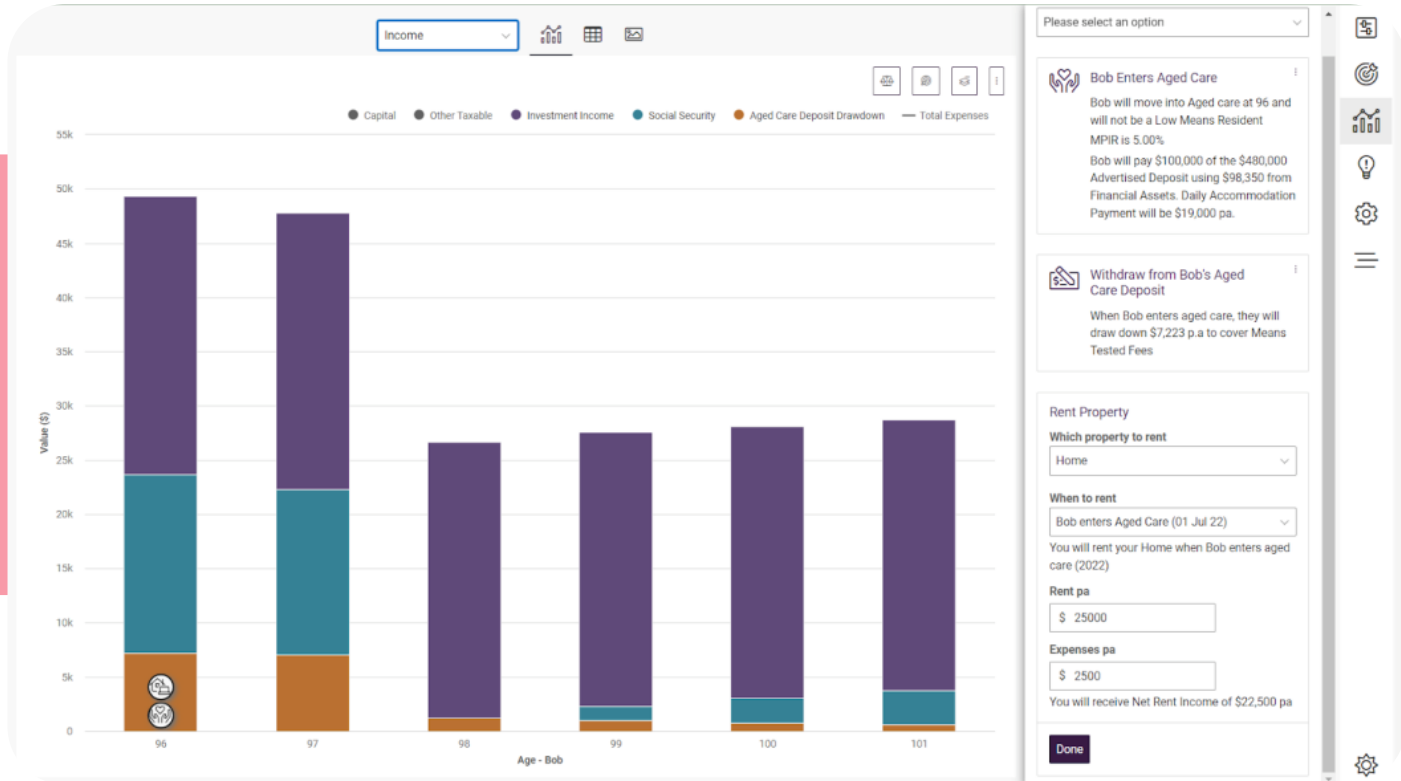 Income
Capital
Other Taxable
Investment Income
Social Security
Aged Care Deposit Drawdown
Total Expenses
55k
50k
45k
40k
35k
30k
25k
20k
15k
10k
5k
0
Value ($)
96
97
98
99
100
101
Age - Bob
Please select an option
Bob Enters Aged Care
Bob will move into Aged care at 96 and
will not be a Low Means Resident
MPIR is 5.00%
Bob will pay $100,000 of the $480,000
Advertised Deposit using $98,350 from
Financial Assets. Daily Accommodation
Payment will be $19,000 pa.
Withdraw from Bob's Aged
Care Deposit
When Bob enters aged care, they will
draw down $7,223 p.a to cover Means
Tested Fees
Rent Property
Which property to rent
Home
When to rent
Bob enters Aged Care (01 Jul 22)
You will rent your Home when Bob enters aged
care (2022)
Rent pa
$ 25000
Expenses pa
$ 2500
You will receive Net Rent Income of $22,500 pa
Done